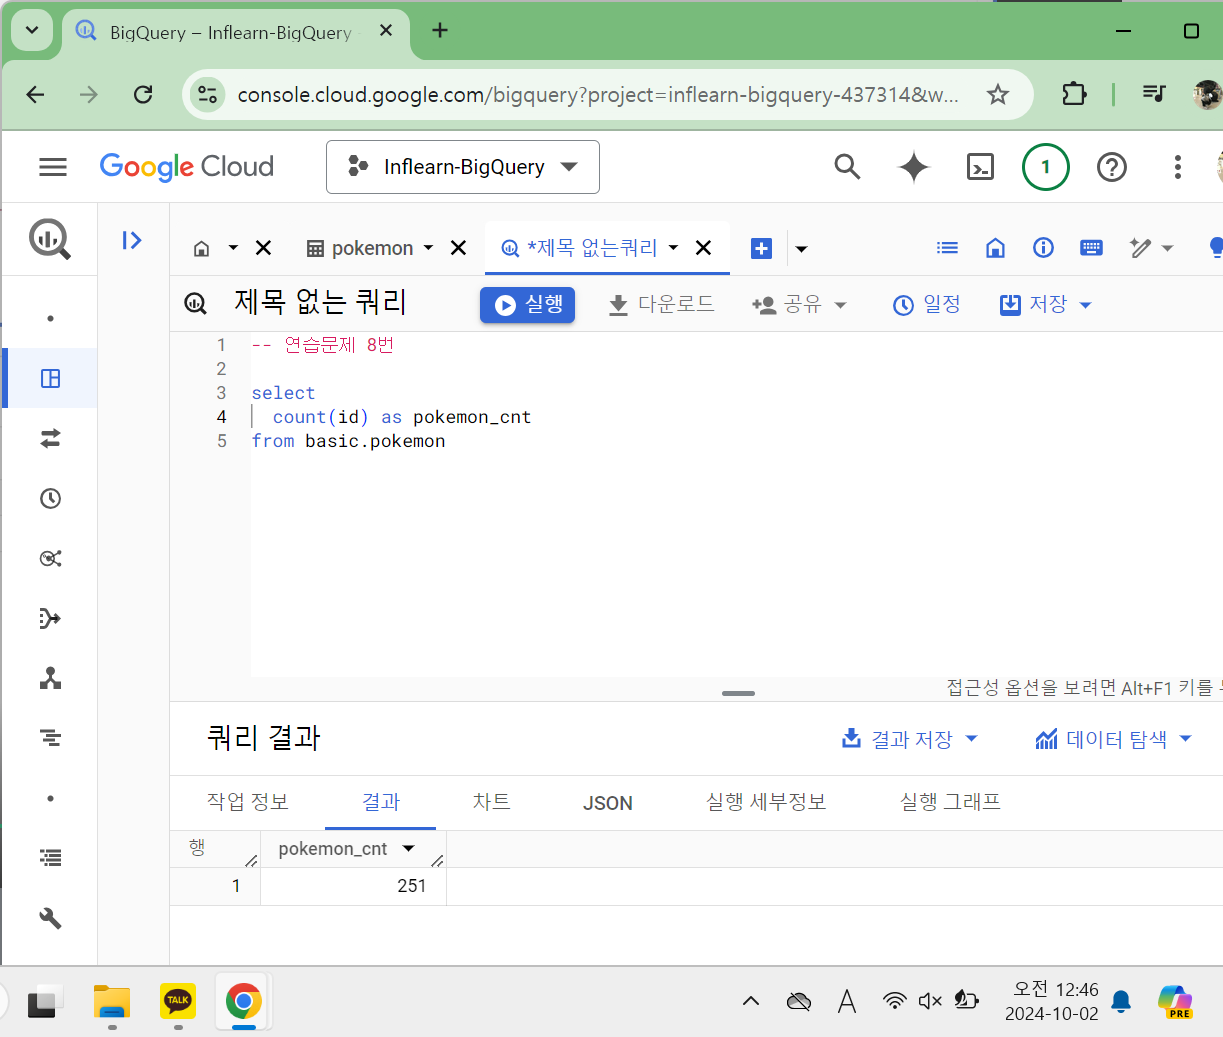 BigQuery – Inflearn-BigQuery
console.cloud.google.com/bigquery?project=inflearn-bigquery-437314&w...
Google Cloud
Inflearn-BigQuery
1
pokemon
*제목 없는쿼리
제목 없는 쿼리
실행
다운로드
공유
일정
저장
1 -- 연습문제 8번
2
3 select
4 count(id) as pokemon_cnt
5 from basic.pokemon
접근성 옵션을 보려면 Alt+F1 키를
쿼리 결과
결과 저장
데이터 탐색
작업 정보
결과
차트
JSON
실행 세부정보
실행 그래프
행 pokemon_cnt
1 251
TALK
A
오전 12:46
2024-10-02
PRE